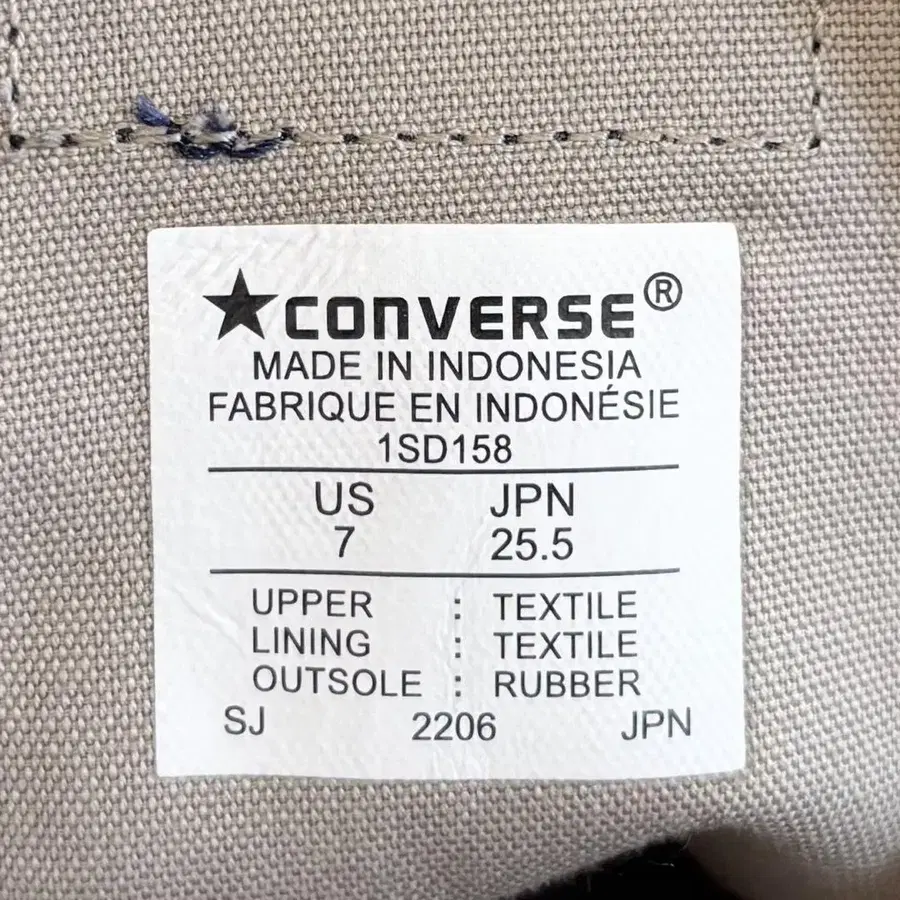 ★CONVERSE®
MADE IN INDONESIA
FABRIQUE EN INDONÉSIE
1SD158
US JPN
7 25.5
UPPER : TEXTILE
LINING : TEXTILE
OUTSOLE : RUBBER
SJ 2206 JPN